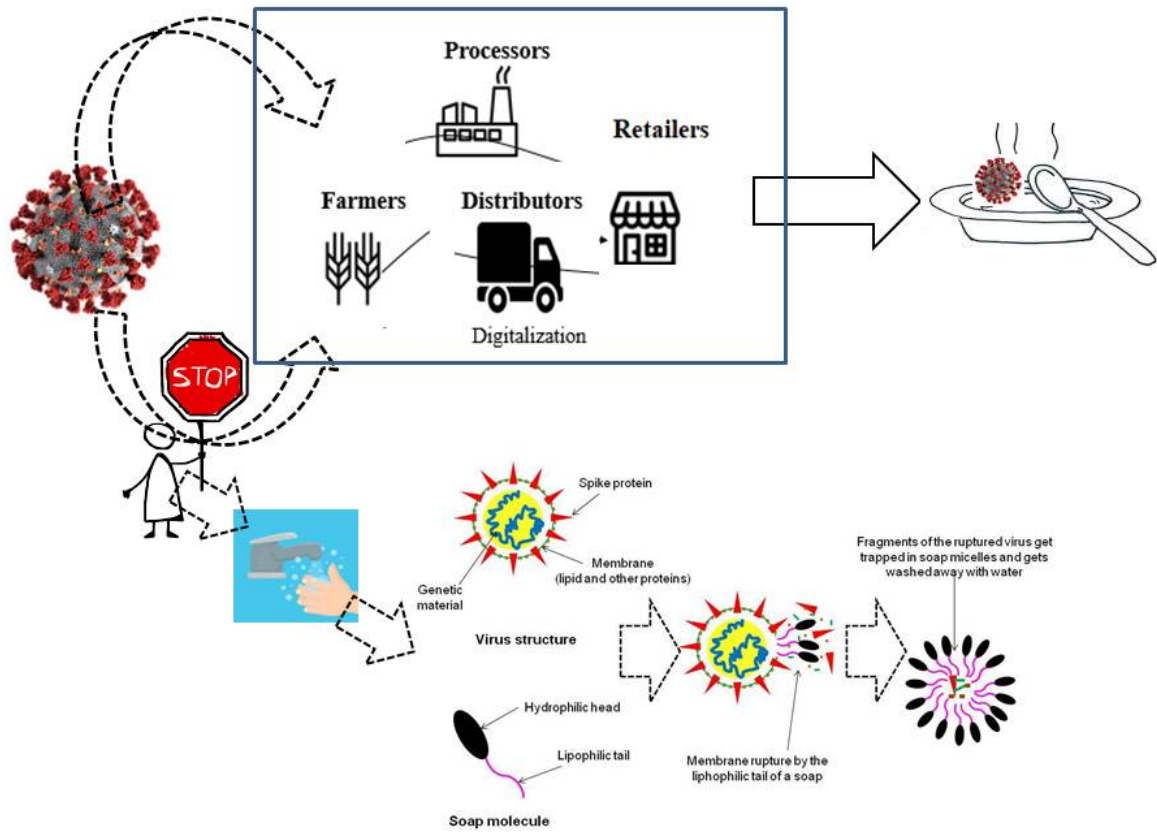 Processors
Retailers
Farmers
Distributors
Digitalization
STOP
Spike protein
Membrane
(lipid and other proteins)
Genetic
material
Virus structure
Hydrophilic head
Lipophilic tail
Soap molecule
Membrane rupture by the
liphophilic tail of a soap
Fragments of the ruptured virus get
trapped in soap micelles and gets
washed away with water